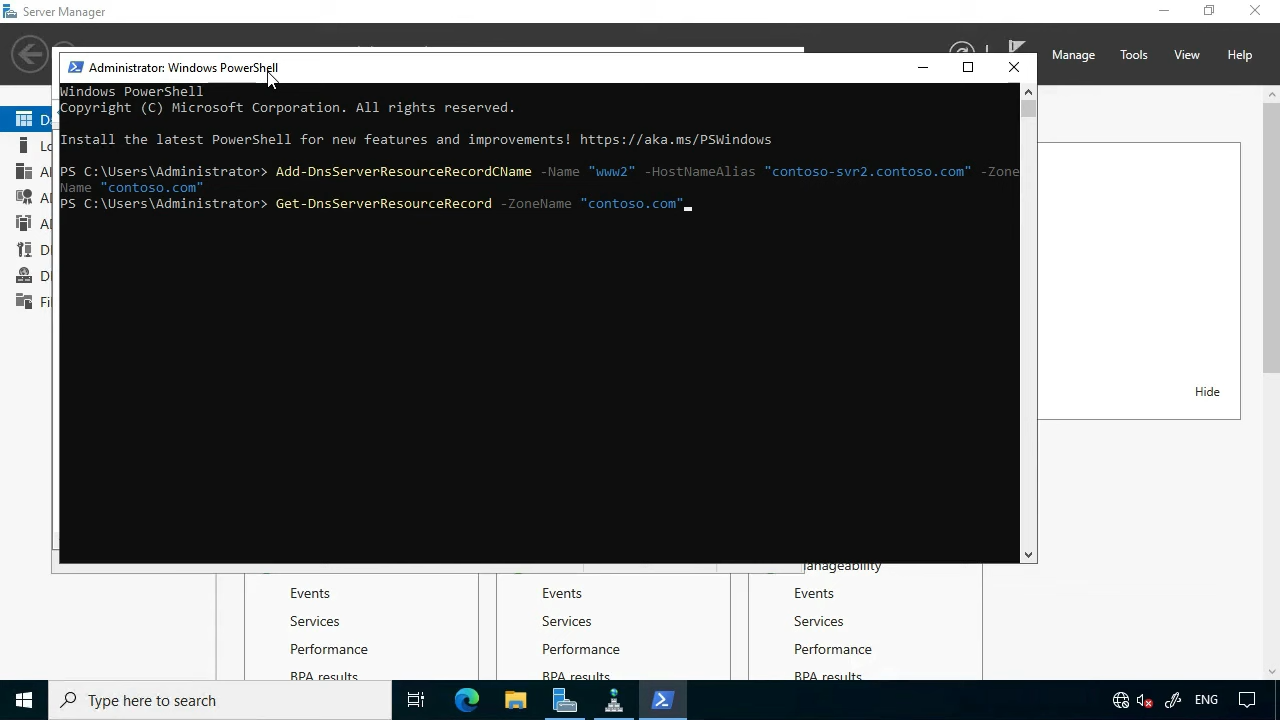 Server Manager
Manage
Tools
View
Help
Administrator: Windows PowerShell
Windows PowerShell
Copyright (C) Microsoft Corporation. All rights reserved.
Install the latest PowerShell for new features and improvements! https://aka.ms/PSWindows
PS C:\Users\Administrator> Add-DnsServerResourceRecordCName -Name "www2" -HostNameAlias "contoso-svr2.contoso.com" -Zone
Name "contoso.com"
PS C:\Users\Administrator> Get-DnsServerResourceRecord -ZoneName "contoso.com"
Hide
Events
Services
Performance
BPA results
Events
Services
Performance
BPA results
Manageability
Events
Services
Performance
BPA results
Type here to search
ENG